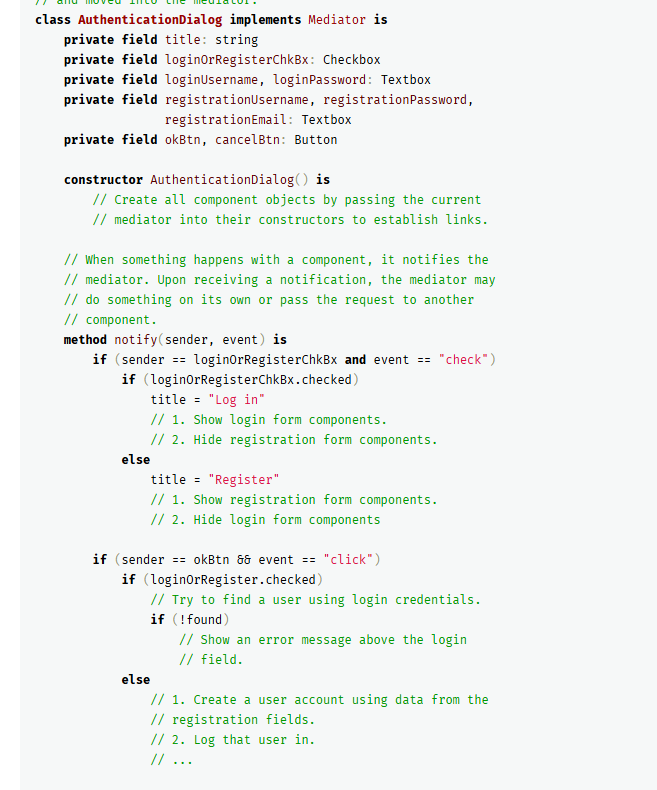 // and moved into the mediator.
class AuthenticationDialog implements Mediator is
    private field title: string
    private field loginOrRegisterChkBx: Checkbox
    private field loginUsername, loginPassword: Textbox
    private field registrationUsername, registrationPassword,
                  registrationEmail: Textbox
    private field okBtn, cancelBtn: Button

    constructor AuthenticationDialog() is
        // Create all component objects by passing the current
        // mediator into their constructors to establish links.

    // When something happens with a component, it notifies the
    // mediator. Upon receiving a notification, the mediator may
    // do something on its own or pass the request to another
    // component.
    method notify(sender, event) is
        if (sender == loginOrRegisterChkBx and event == "check")
            if (loginOrRegisterChkBx.checked)
                title = "Log in"
                // 1. Show login form components.
                // 2. Hide registration form components.
            else
                title = "Register"
                // 1. Show registration form components.
                // 2. Hide login form components

        if (sender == okBtn && event == "click")
            if (loginOrRegister.checked)
                // Try to find a user using login credentials.
                if (!found)
                    // Show an error message above the login
                    // field.
            else
                // 1. Create a user account using data from the
                // registration fields.
                // 2. Log that user in.
                // ...